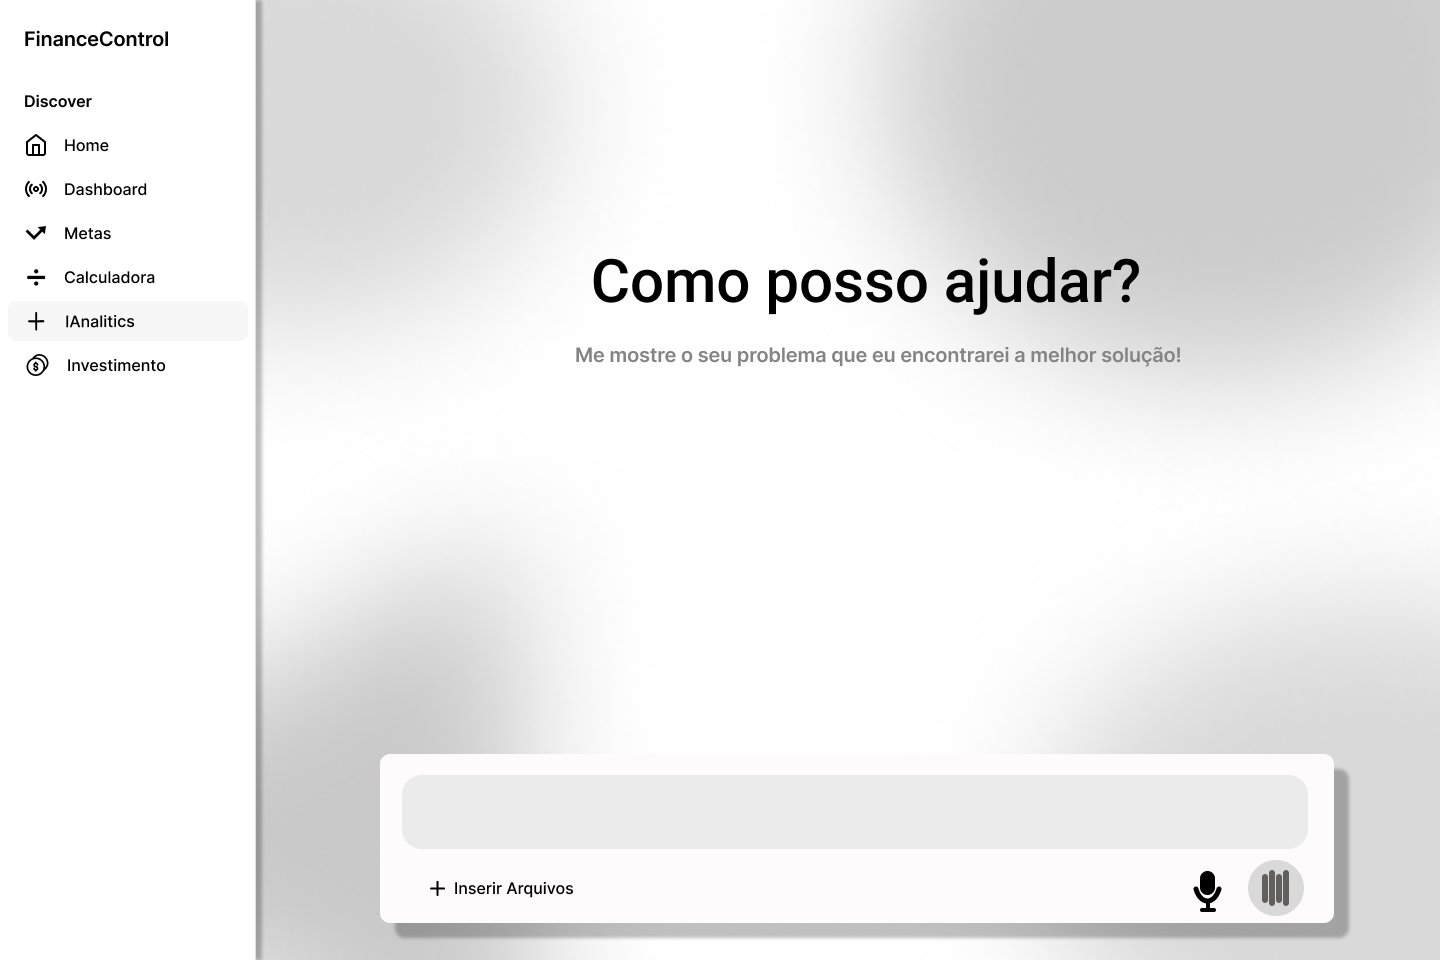 FinanceControl
Discover
Home
Dashboard
Metas
Calculadora
IAnalitics
Investimento
Como posso ajudar?
Me mostre o seu problema que eu encontrarei a melhor solução!
Inserir Arquivos